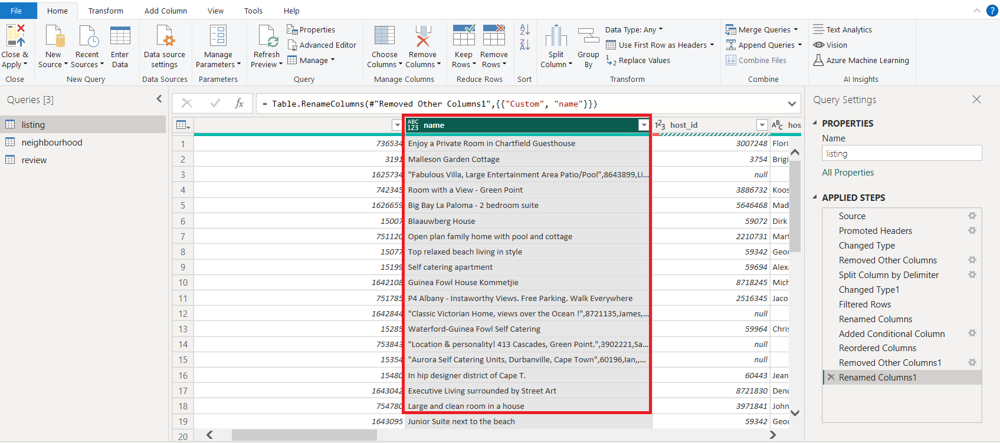 File Home Transform Add Column View Tools Help
Close & Apply
Close
New Source
Recent Sources
Enter Data
New Query
Data source settings
Data Sources
Manage Parameters
Parameters
Refresh Preview
Properties
Advanced Editor
Manage
Query
Choose Columns
Remove Columns
Manage Columns
Keep Rows
Remove Rows
Reduce Rows
Sort
Split Column
Group By
Data Type: Any
Use First Row as Headers
Replace Values
Transform
Merge Queries
Append Queries
Combine Files
Combine
Text Analytics
Vision
Azure Machine Learning
AI Insights
Queries [3]
listing
neighbourhood
review
fx
= Table.RenameColumns(#"Removed Other Columns1",{{"Custom", "name"}})
ABC 123 name 123 host_id ABC hos
1 736534 Enjoy a Private Room in Chartfield Guesthouse 3007248 Flori
2 3191 Malleson Garden Cottage 3754 Brigi
3 1625734 "Fabulous Villa, Large Entertainment Area Patio/Pool",8643899,Li... null
4 742345 Room with a View - Green Point 3886732 Koos
5 1626659 Big Bay La Paloma - 2 bedroom suite 5646468 Mad
6 15007 Blaauwberg House 59072 Dirk
7 751120 Open plan family home with pool and cottage 2210731 Mart
8 15077 Top relaxed beach living in style 59342 Geor
9 15199 Self catering apartment 59694 Alex
10 1642108 Guinea Fowl House Kommetjie 8718245 Mich
11 751785 P4 Albany - Instaworthy Views. Free Parking. Walk Everywhere 2516345 Jaco
12 1642844 "Classic Victorian Home, views over the Ocean !",8721135,James,... null
13 15285 Waterford-Guinea Fowl Self Catering 59964 Chris
14 753843 "Location & personality! 413 Cascades, Green Point.",3902221,Sa... null
15 15354 "Aurora Self Catering Units, Durbanville, Cape Town",60196,Ian,,... null
16 15480 In hip designer district of Cape T. 60443 Jean
17 1643042 Executive Living surrounded by Street Art 8721830 Deno
18 754780 Large and clean room in a house 3971841 John
19 1643095 Junior Suite next to the beach 59342 Geor
20
Query Settings
PROPERTIES
Name
listing
All Properties
APPLIED STEPS
Source
Promoted Headers
Changed Type
Removed Other Columns
Split Column by Delimiter
Changed Type1
Filtered Rows
Renamed Columns
Added Conditional Column
Reordered Columns
Removed Other Columns1
Renamed Columns1